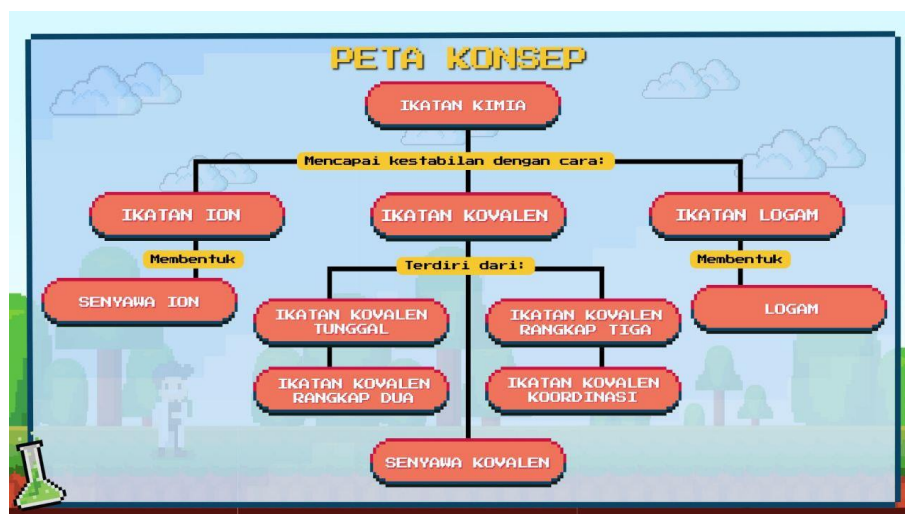 PETA KONSEP
IKATAN KIMIA
Mencapai kestabilan dengan cara:
IKATAN ION
IKATAN KOVALEN
IKATAN LOGAM
Membentuk
Terdiri dari:
Membentuk
SENYAWA ION
IKATAN KOVALEN
TUNGGAL
IKATAN KOVALEN
RANGKAP TIGA
LOGAM
IKATAN KOVALEN
RANGKAP DUA
IKATAN KOVALEN
KOORDINASI
SENYAWA KOVALEN